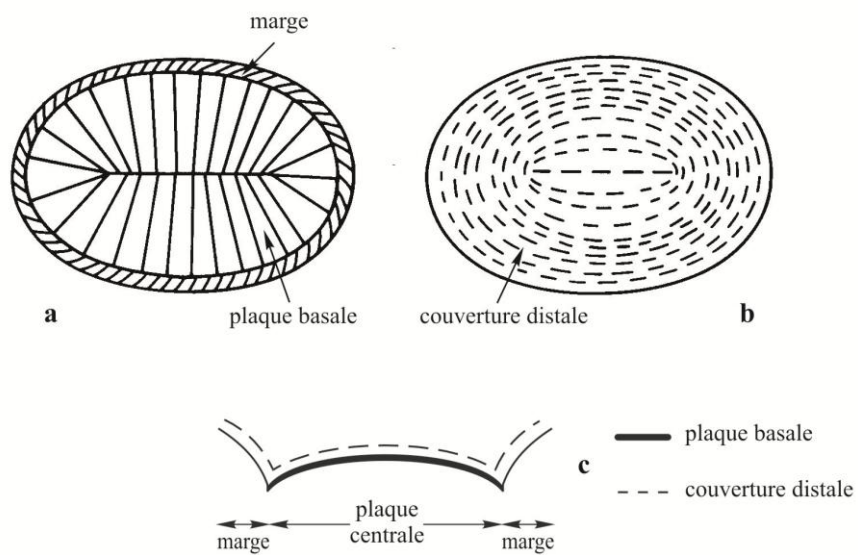 marge
a
plaque basale
couverture distale
b
plaque basale
c
couverture distale
plaque
centrale
marge
marge